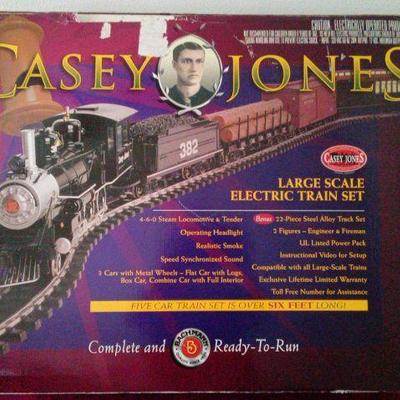 CASEY JONES
CAUTION: ELECTRICALLY OPERATED PRODUCT
382
CASEY JONES
LARGE SCALE
ELECTRIC TRAIN SET
4-6-0 Steam Locomotive & Tender
Operating Headlight
Realistic Smoke
Speed Synchronized Sound
3 Cars with Metal Wheels – Flat Car with Logs,
Box Car, Combine Car with Full Interior
Bonus 22-Piece Steel Alloy Track Set
2 Figures – Engineer & Fireman
UL Listed Power Pack
Instructional Video for Setup
Compatible with all Large-Scale Trains
Exclusive Lifetime Limited Warranty
Toll Free Number for Assistance
FIVE CAR TRAIN SET IS OVER SIX FEET LONG!
Complete and BACHMANN Ready-To-Run